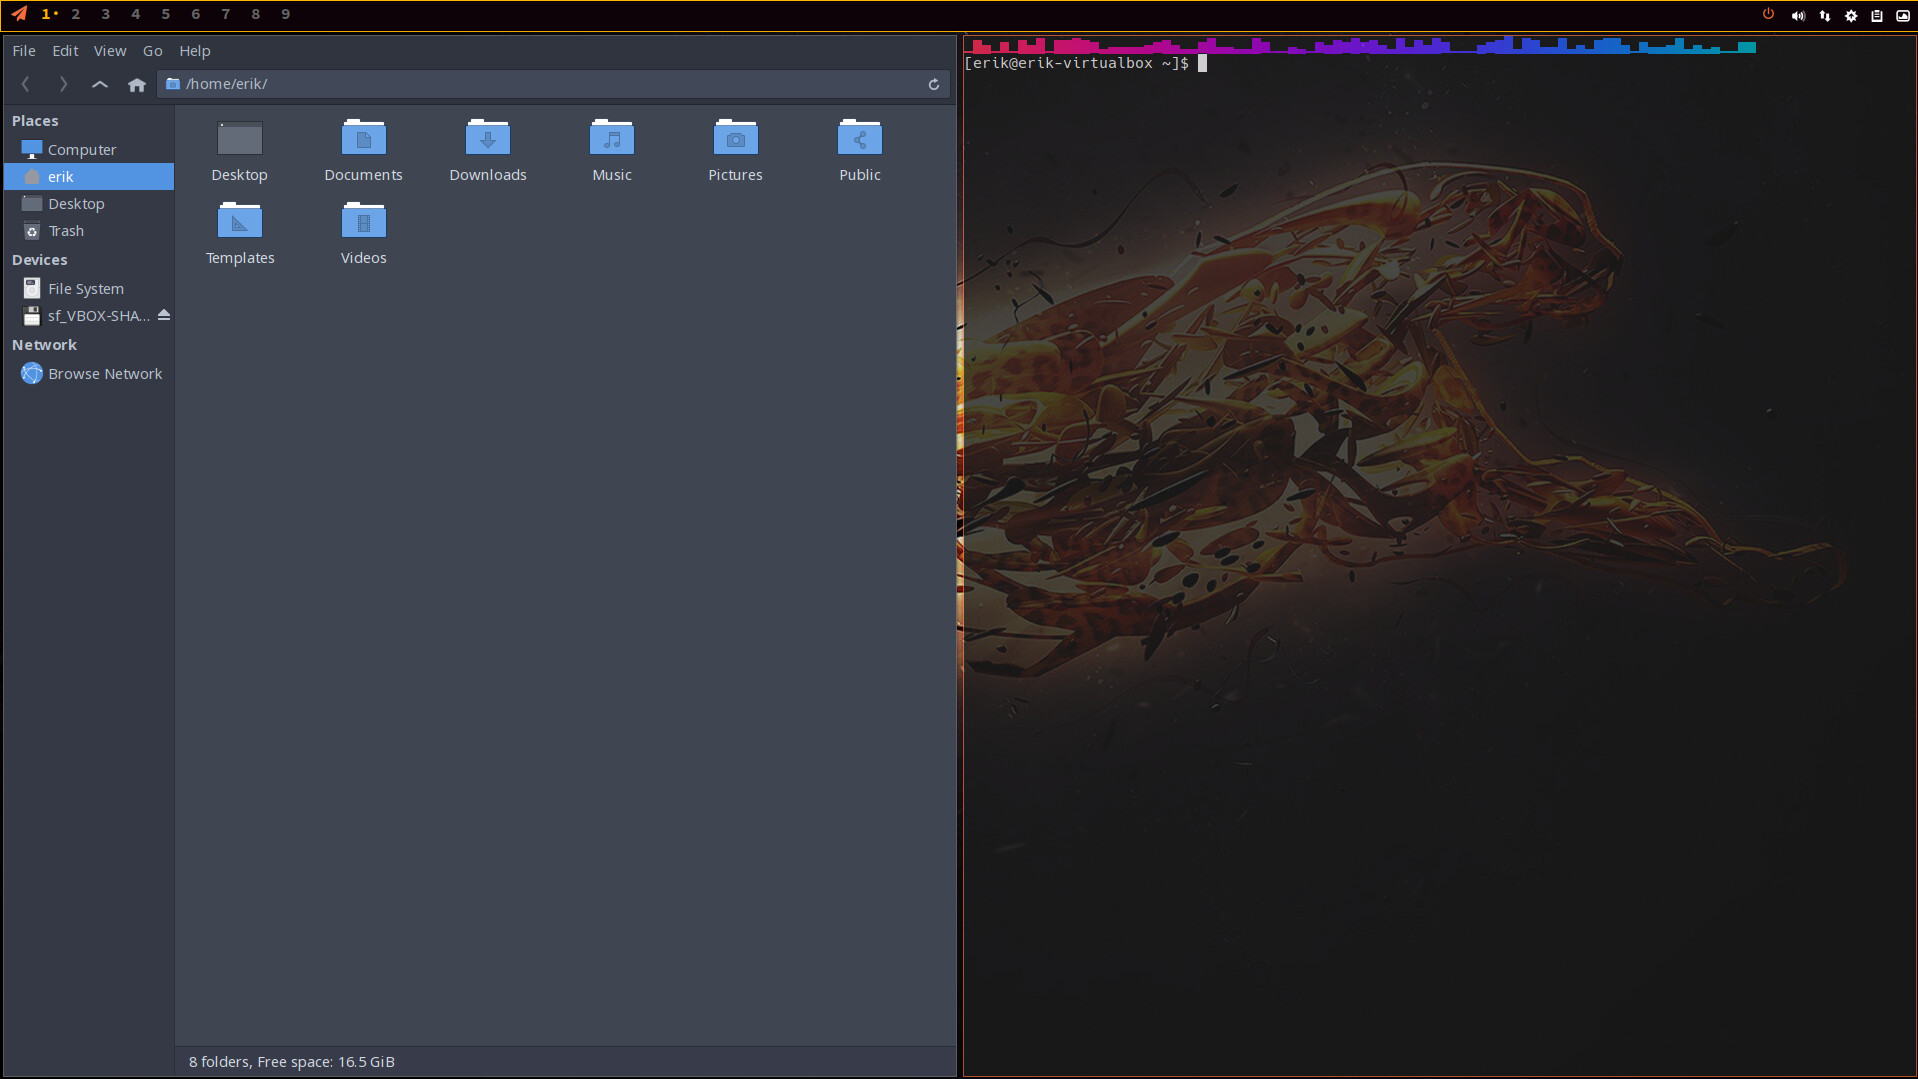 1 2 3 4 5 6 7 8 9
File Edit View Go Help
/home/erik/
Places
Computer
erik
Desktop
Trash
Devices
File System
sf_VBOX-SHA...
Network
Browse Network
Desktop Documents Downloads Music Pictures Public
Templates Videos
8 folders, Free space: 16.5 GiB
[erik@erik-virtualbox ~]$